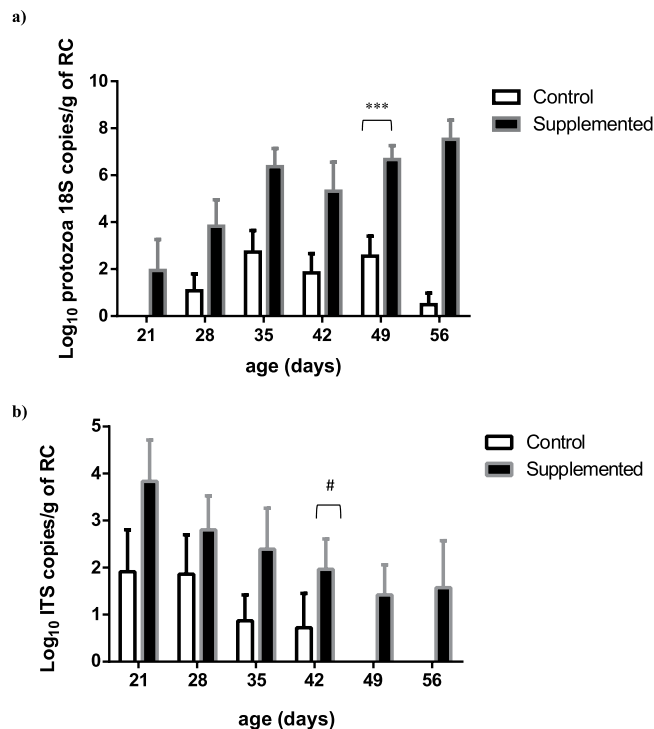 a)
Log10 protozoa 18S copies/g of RC
10
8
6
4
2
0
***
Control
Supplemented
21 28 35 42 49 56
age (days)
b)
Log10 ITS copies/g of RC
5
4
3
2
1
0
#
Control
Supplemented
21 28 35 42 49 56
age (days)